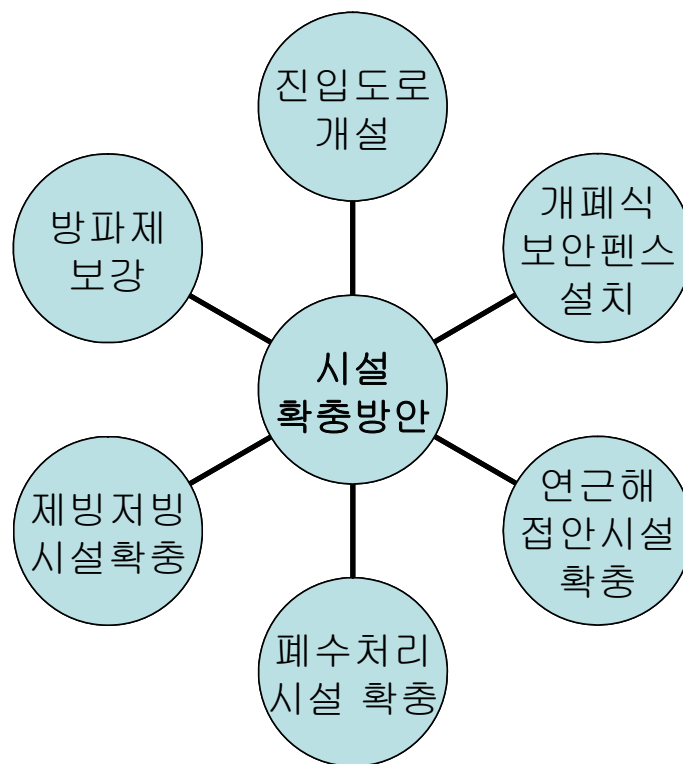 진입도로
개설
개폐식
보안펜스
설치
연근해
접안시설
확충
폐수처리
시설 확충
제빙저빙
시설확충
방파제
보강
시설
확충방안